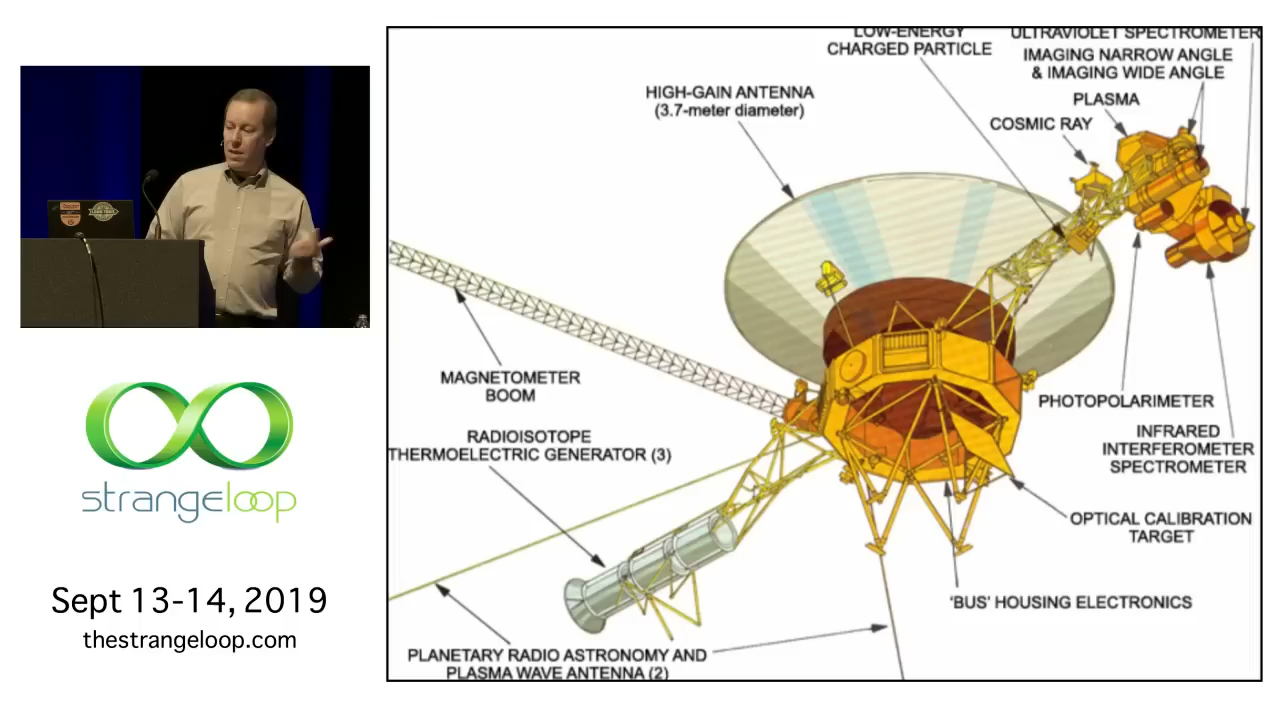 strangeloop
Sept 13-14, 2019
thestrangeloop.com
LOW-ENERGY
CHARGED PARTICLE
ULTRAVIOLET SPECTROMETER
IMAGING NARROW ANGLE
& IMAGING WIDE ANGLE
PLASMA
COSMIC RAY
HIGH-GAIN ANTENNA
(3.7-meter diameter)
MAGNETOMETER
BOOM
RADIOISOTOPE
THERMOELECTRIC GENERATOR (3)
PHOTOPOLARIMETER
INFRARED
INTERFEROMETER
SPECTROMETER
OPTICAL CALIBRATION
TARGET
'BUS' HOUSING ELECTRONICS
PLANETARY RADIO ASTRONOMY AND
PLASMA WAVE ANTENNA (2)